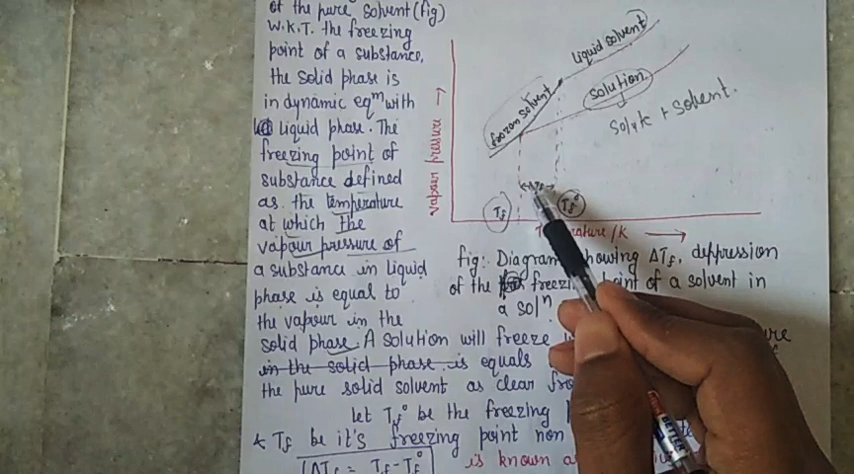 of the pure solvent (fig)
W.K.T. the freezing
point of a substance,
the solid phase is
in dynamic eqᵐ with
liquid phase. The
freezing point of
substance defined
as the temperature
at which the
vapour pressure of
a substance in liquid
phase is equal to
the vapour in the
solid phase. A solution will freeze
in the solid phase is equals
the pure solid solvent as clear
let Tf° be the freezing
& Tf be it's freezing point non
ΔTf = Tf - Tf° is known
vapour pressure →
frozen solvent
liquid solvent
solution
solvent.
ΔTf
Tf
Tf°
/K →
fig:- Diagram showing ΔTf, depression
of the point of a solvent in
a solⁿ